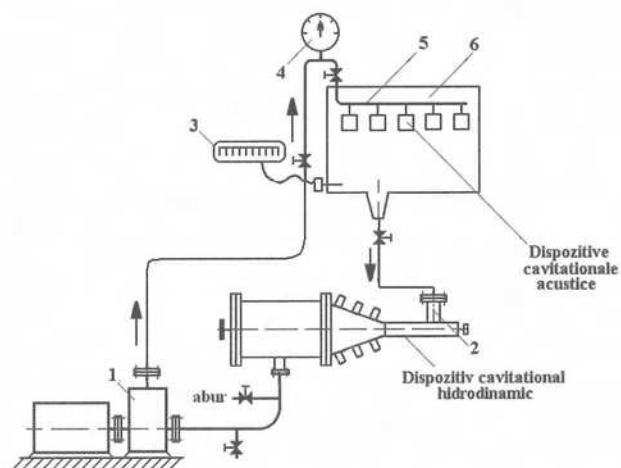 4
5
6
3
Dispozitive
cavitationale
acustice
2
Dispozitiv cavitational
hidrodinamic
1
abur